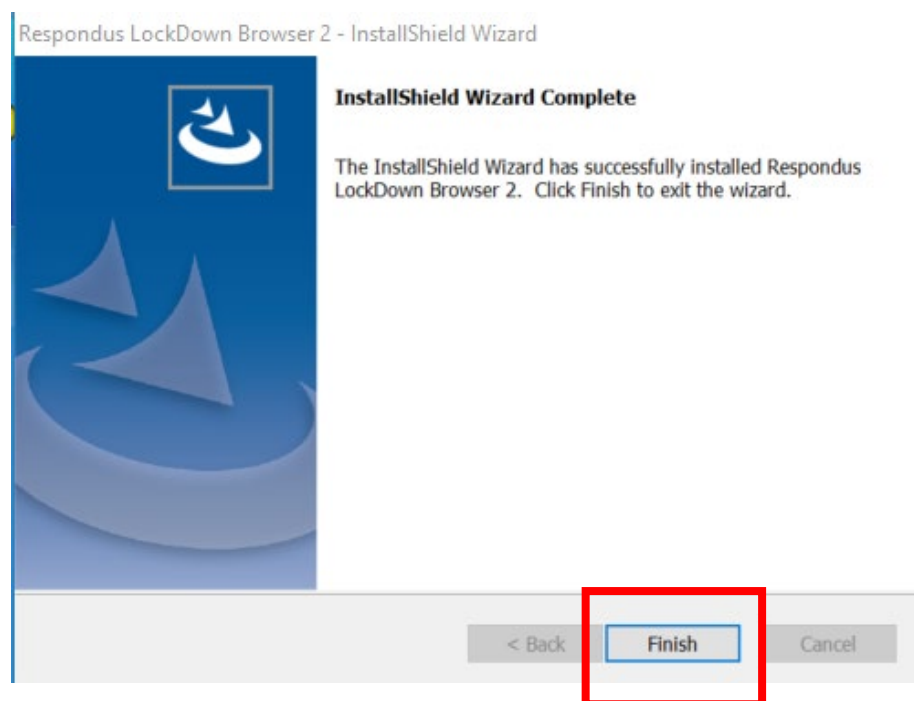 Respondus LockDown Browser 2 - InstallShield Wizard
InstallShield Wizard Complete
The InstallShield Wizard has successfully installed Respondus
LockDown Browser 2.  Click Finish to exit the wizard.
< Back Finish Cancel